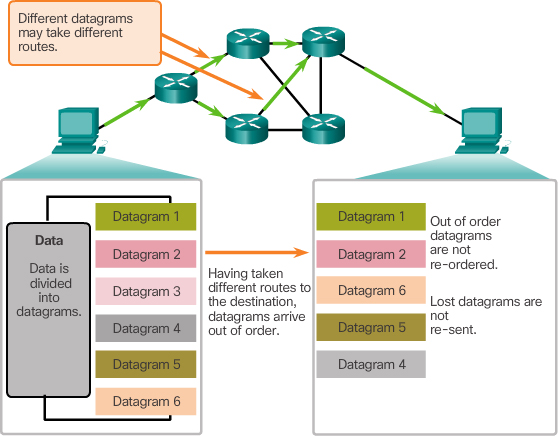 Different datagrams
may take different
routes.
Data
Data is
divided
into
datagrams.
Datagram 1
Datagram 2
Datagram 3
Datagram 4
Datagram 5
Datagram 6
Having taken
different routes to
the destination,
datagrams arrive
out of order.
Datagram 1
Datagram 2
Datagram 6
Datagram 5
Datagram 4
Out of order
datagrams
are not
re-ordered.
Lost datagrams are
not
re-sent.